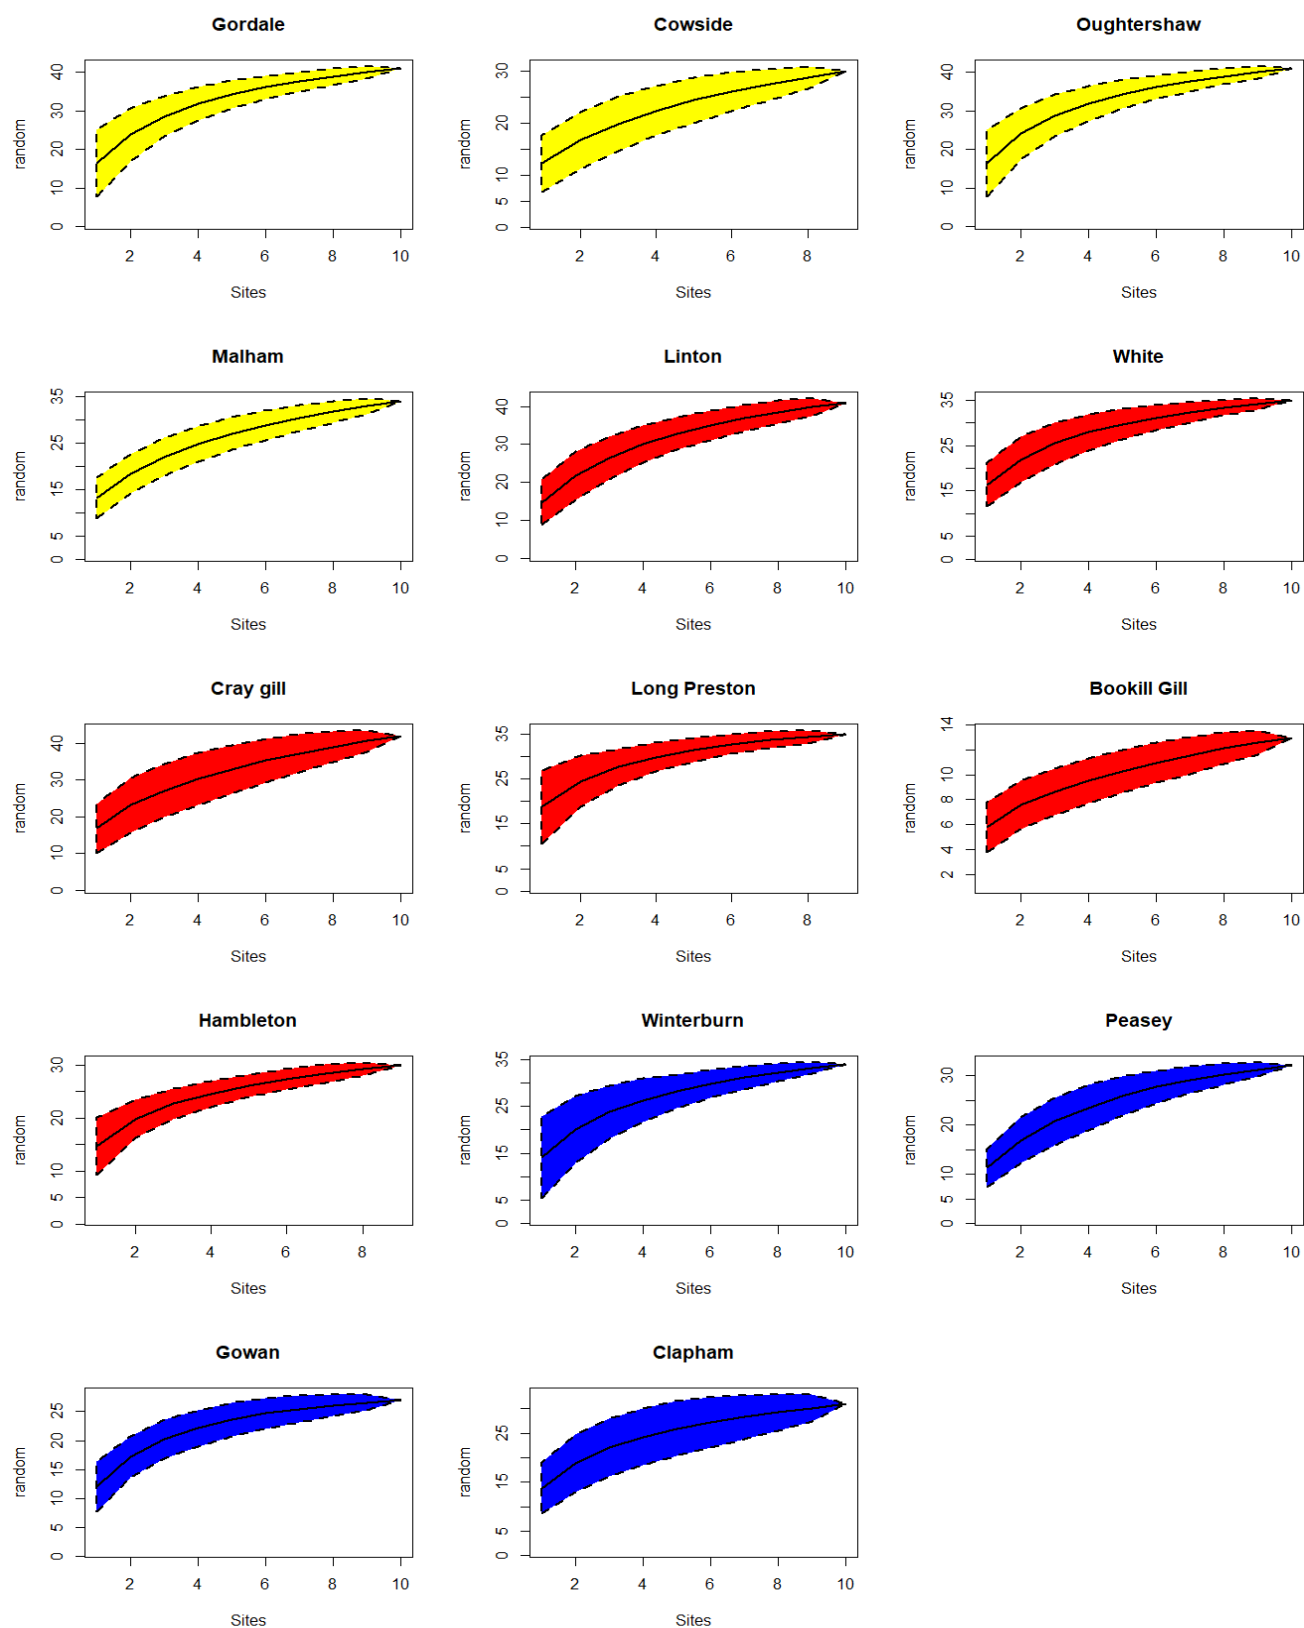 Gordale
random
0 10 20 30 40
2 4 6 8 10
Sites
Cowside
random
0 5 10 20 30
2 4 6 8
Sites
Oughtershaw
random
0 10 20 30 40
2 4 6 8 10
Sites
Malham
random
0 5 15 25 35
2 4 6 8 10
Sites
Linton
random
0 10 20 30 40
2 4 6 8 10
Sites
White
random
0 5 15 25 35
2 4 6 8 10
Sites
Cray gill
random
0 10 20 30 40
2 4 6 8 10
Sites
Long Preston
random
0 5 15 25 35
2 4 6 8
Sites
Bookill Gill
random
2 4 6 8 10 14
2 4 6 8 10
Sites
Hambleton
random
0 5 10 20 30
2 4 6 8
Sites
Winterburn
random
0 5 15 25 35
2 4 6 8 10
Sites
Peasey
random
0 5 10 20 30
2 4 6 8 10
Sites
Gowan
random
0 5 10 15 20 25
2 4 6 8 10
Sites
Clapham
random
0 5 15 25
2 4 6 8 10
Sites